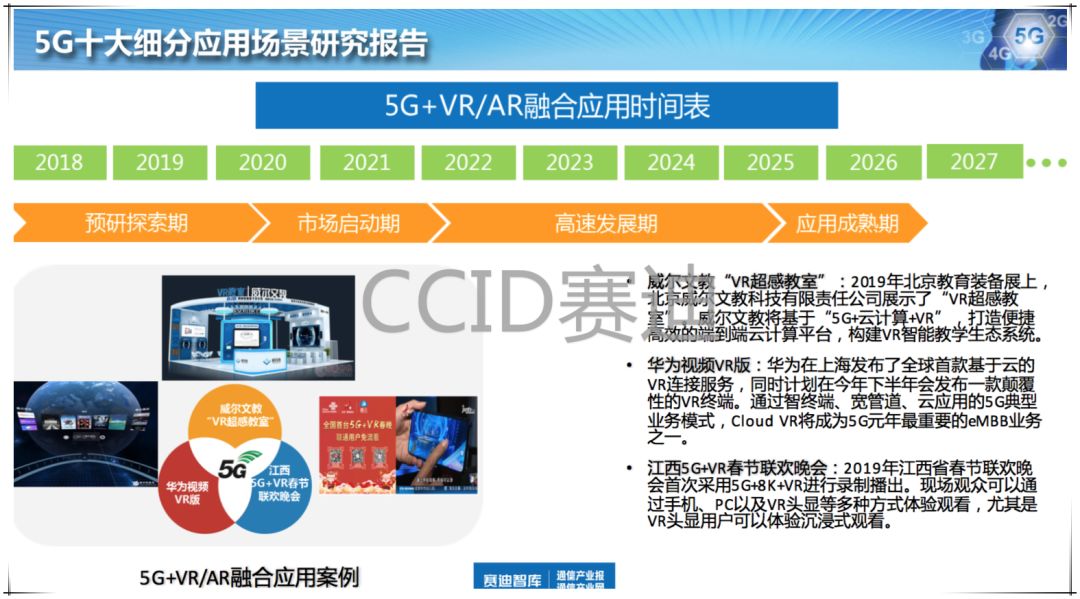 5G十大细分应用场景研究报告
2G
3G
5G
4G
5G+VR/AR融合应用时间表
2018 2019 2020 2021 2022 2023 2024 2025 2026 2027
预研探索期 市场启动期 高速发展期 应用成熟期
CCID赛迪
VR教室 威尔文教
威尔文教
“VR超感教室”
5G
华为视频
VR版
江西
5G+VR春节
联欢晚会
全国首台5G+VR春晚
联通用户免流看
5G+VR/AR融合应用案例
• 威尔文教“VR超感教室”：2019年北京教育装备展上，
北京威尔文教科技有限责任公司展示了“VR超感教
室”，威尔文教将基于“5G+云计算+VR”，打造便捷
高效的端到端云计算平台，构建VR智能教学生态系统。
• 华为视频VR版：华为在上海发布了全球首款基于云的
VR连接服务，同时计划在今年下半年会发布一款颠覆
性的VR终端。通过智终端、宽管道、云应用的5G典型
业务模式，Cloud VR将成为5G元年最重要的eMBB业务
之一。
• 江西5G+VR春节联欢晚会：2019年江西省春节联欢晚
会首次采用5G+8K+VR进行录制播出。现场观众可以通
过手机、PC以及VR头显等多种方式体验观看，尤其是
VR头显用户可以体验沉浸式观看。
赛迪智库 通信产业报
通信产业网